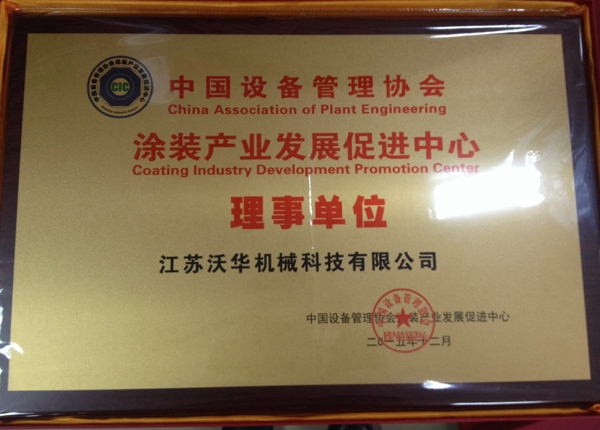 CIC
中国设备管理协会
China Association of Plant Engineering
涂装产业发展促进中心
Coating Industry Development Promotion Center
理事单位
江苏沃华机械科技有限公司
中国设备管理协会涂装产业发展促进中心
二〇一五年十二月